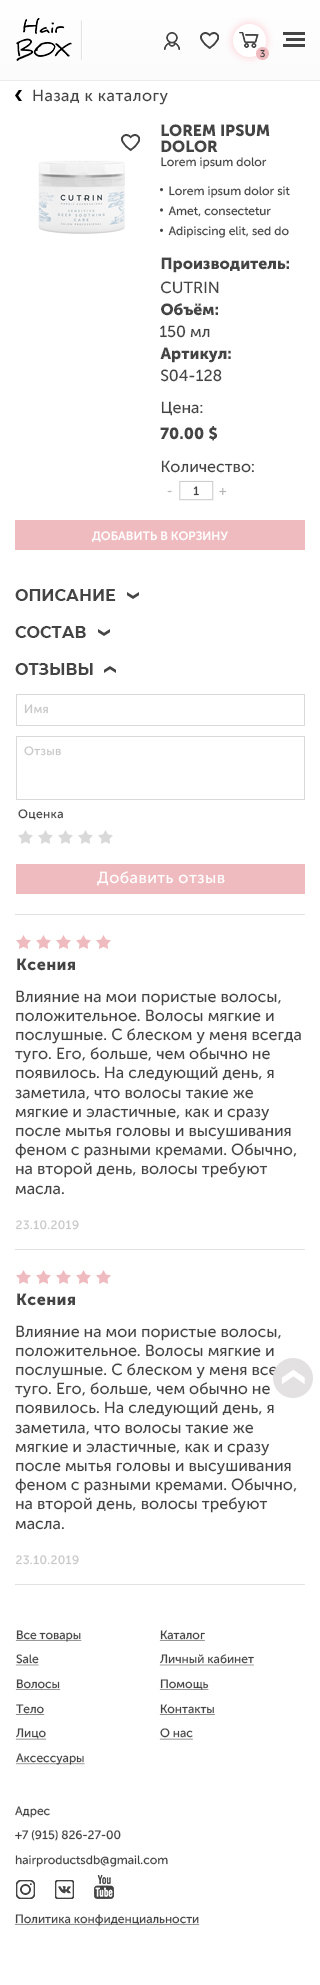 Hair
BOX
3
Назад к каталогу
LOREM IPSUM
DOLOR
Lorem ipsum dolor
• Lorem ipsum dolor sit
• Amet, consectetur
• Adipiscing elit, sed do
CUTRIN
SENSITIVE
DEEP SOOTHING
CARE
Производитель:
CUTRIN
Объём:
150 мл
Артикул:
S04-128
Цена:
70.00 $
Количество:
- 1 +
ДОБАВИТЬ В КОРЗИНУ
ОПИСАНИЕ
СОСТАВ
ОТЗЫВЫ
Имя
Отзыв
Оценка
Добавить отзыв
Ксения
Влияние на мои пористые волосы,
положительное. Волосы мягкие и
послушные. С блеском у меня всегда
туго. Его, больше, чем обычно не
появилось. На следующий день, я
заметила, что волосы такие же
мягкие и эластичные, как и сразу
после мытья головы и высушивания
феном с разными кремами. Обычно,
на второй день, волосы требуют
масла.
23.10.2019
Ксения
Влияние на мои пористые волосы,
положительное. Волосы мягкие и
послушные. С блеском у меня все
туго. Его, больше, чем обычно не
появилось. На следующий день, я
заметила, что волосы такие же
мягкие и эластичные, как и сразу
после мытья головы и высушивания
феном с разными кремами. Обычно,
на второй день, волосы требуют
масла.
23.10.2019
Все товары
Sale
Волосы
Тело
Лицо
Аксессуары
Каталог
Личный кабинет
Помощь
Контакты
О нас
Адрес
+7 (915) 826-27-00
hairproductsdb@gmail.com
You
Tube
Политика конфиденциальности